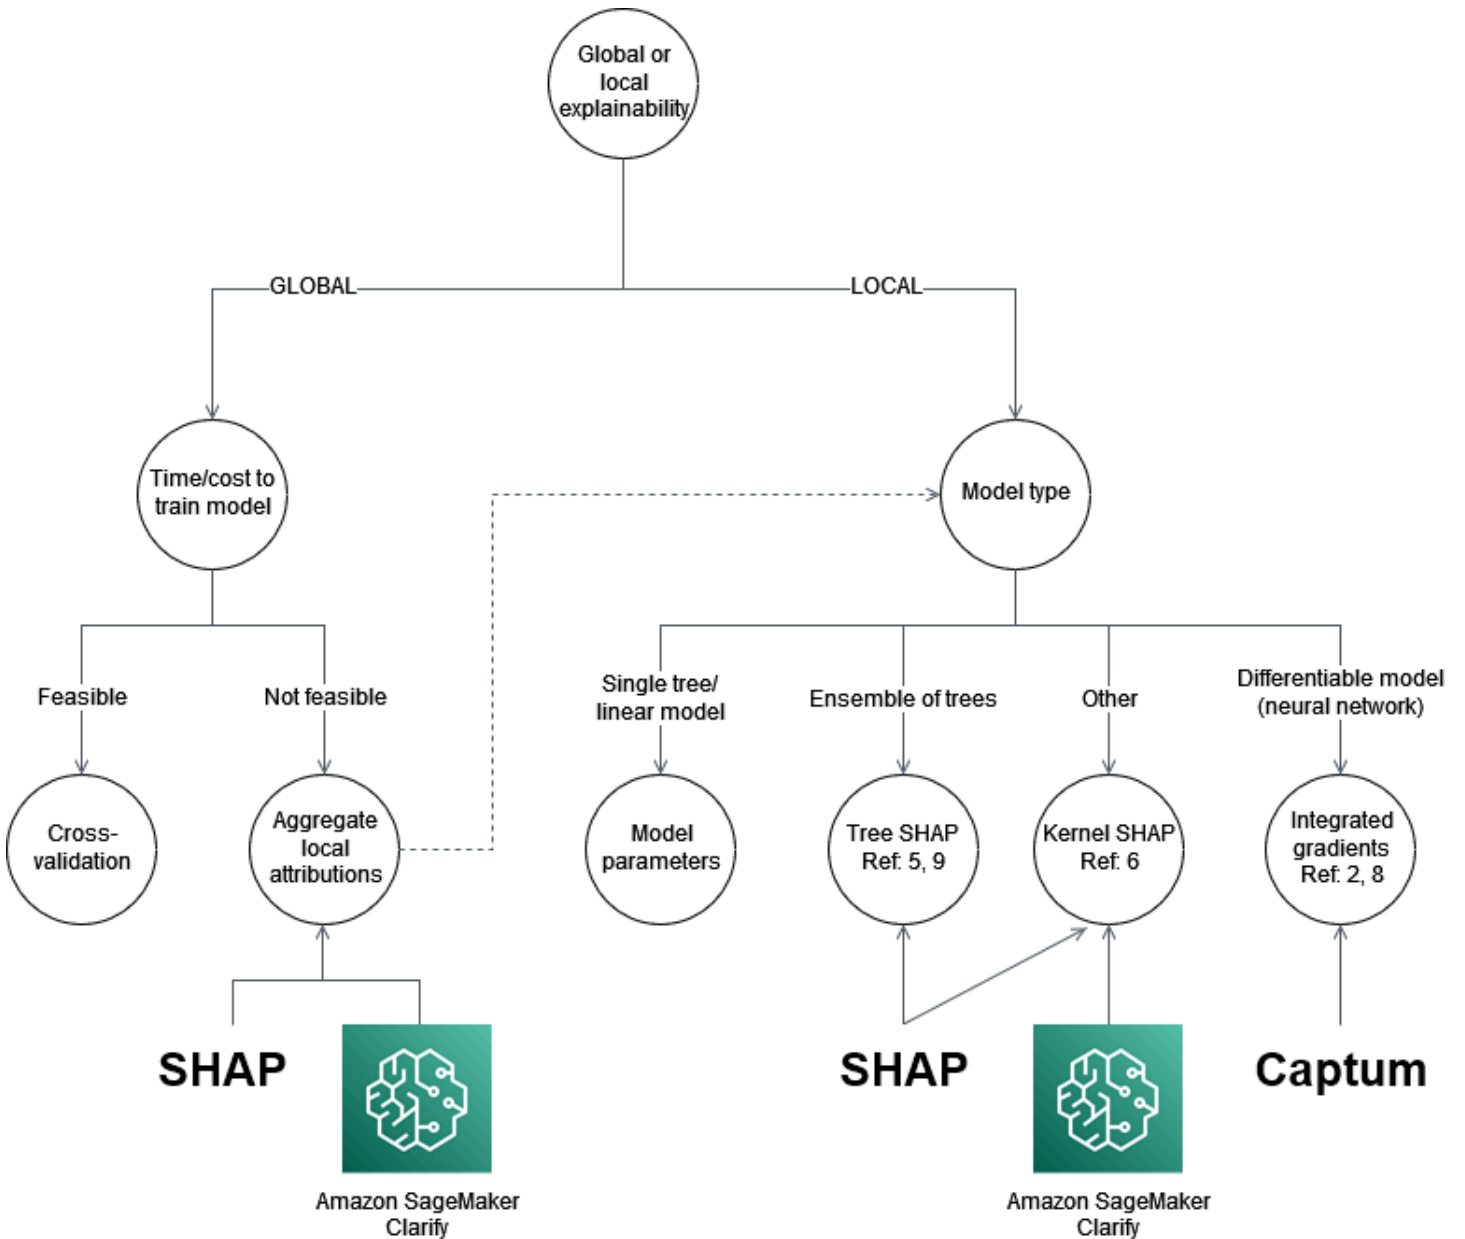 Global or
local
explainability
GLOBAL
LOCAL
Time/cost to
train model
Model type
Feasible
Not feasible
Single tree/
linear model
Ensemble of trees
Other
Differentiable model
(neural network)
Cross-
validation
Aggregate
local
attributions
Model
parameters
Tree SHAP
Ref: 5, 9
Kernel SHAP
Ref: 6
Integrated
gradients
Ref: 2, 8
SHAP
SHAP
Captum
Amazon SageMaker
Clarify
Amazon SageMaker
Clarify